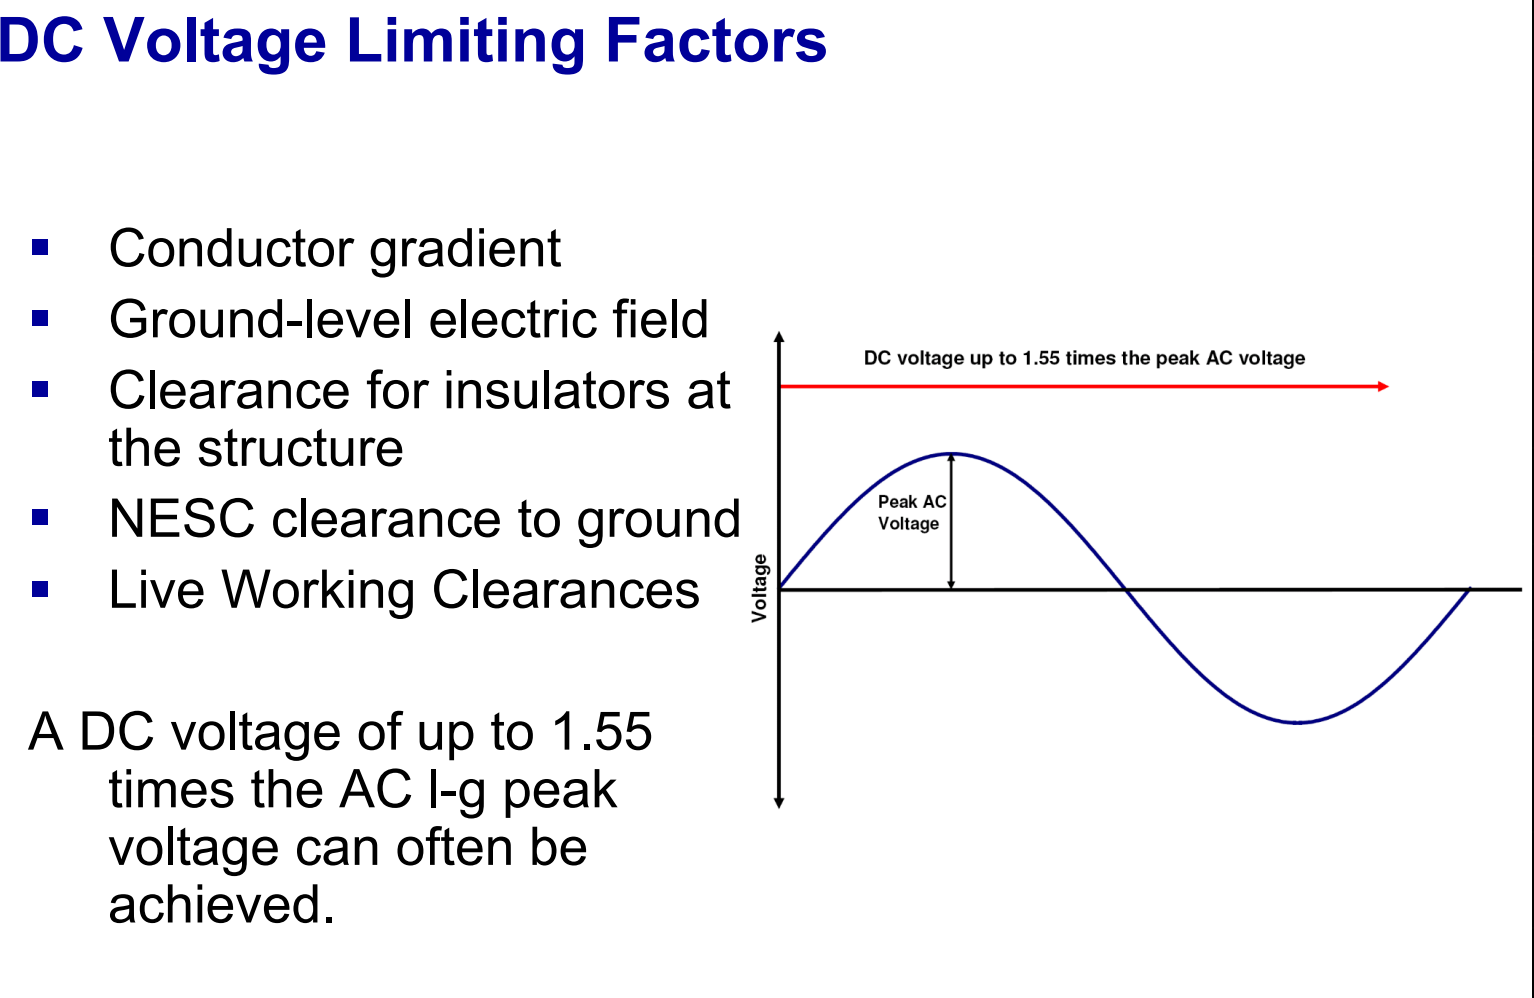 DC Voltage Limiting Factors
▪ Conductor gradient
▪ Ground-level electric field
▪ Clearance for insulators at
the structure
▪ NESC clearance to ground
▪ Live Working Clearances
A DC voltage of up to 1.55
times the AC l-g peak
voltage can often be
achieved.
DC voltage up to 1.55 times the peak AC voltage
Peak AC
Voltage
Voltage